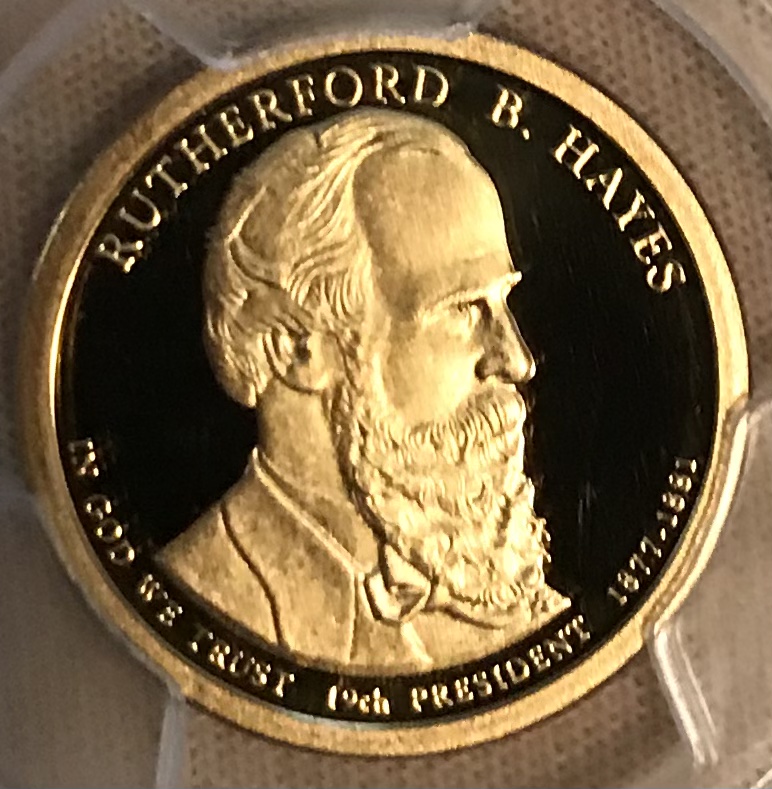 RUTHERFORD B. HAYES
IN GOD WE TRUST 19th PRESIDENT 1877-1881